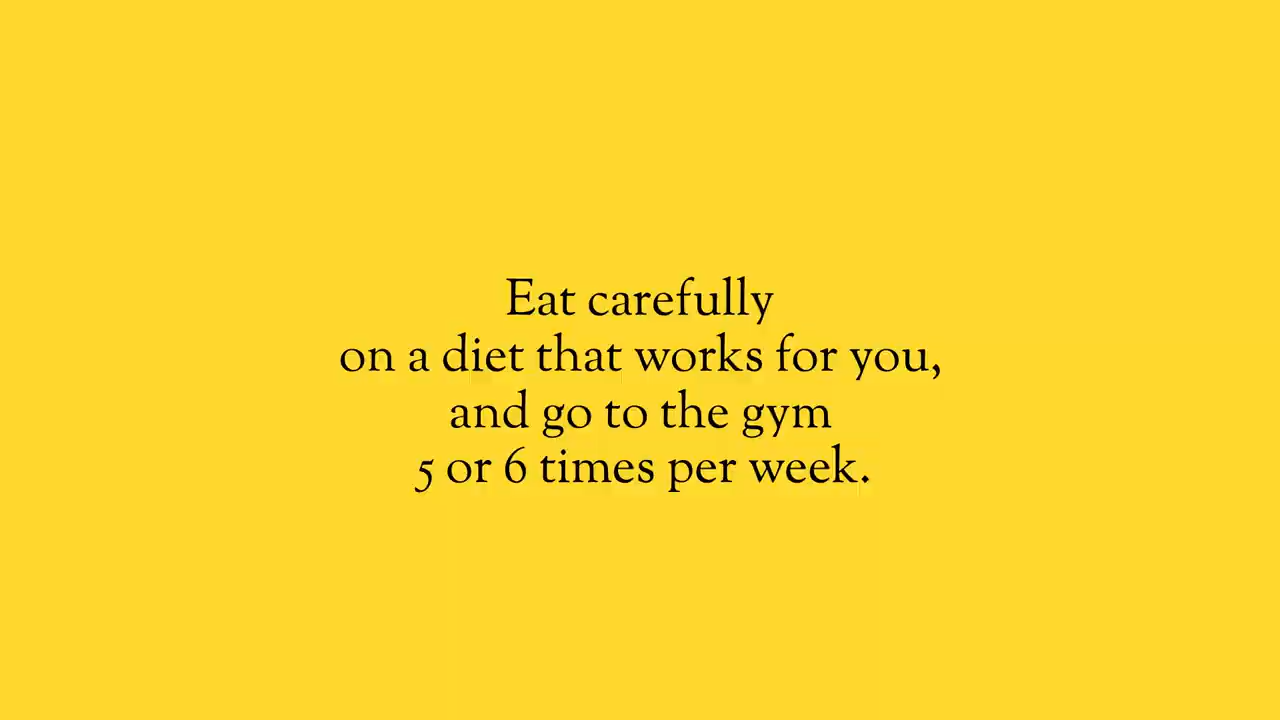 Eat carefully
on a diet that works for you,
and go to the gym
5 or 6 times per week.